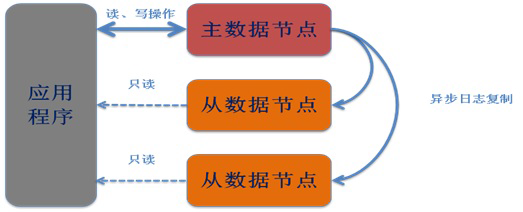 应用
程序
读、写操作
主数据节点
只读
从数据节点
异步日志复制
只读
从数据节点